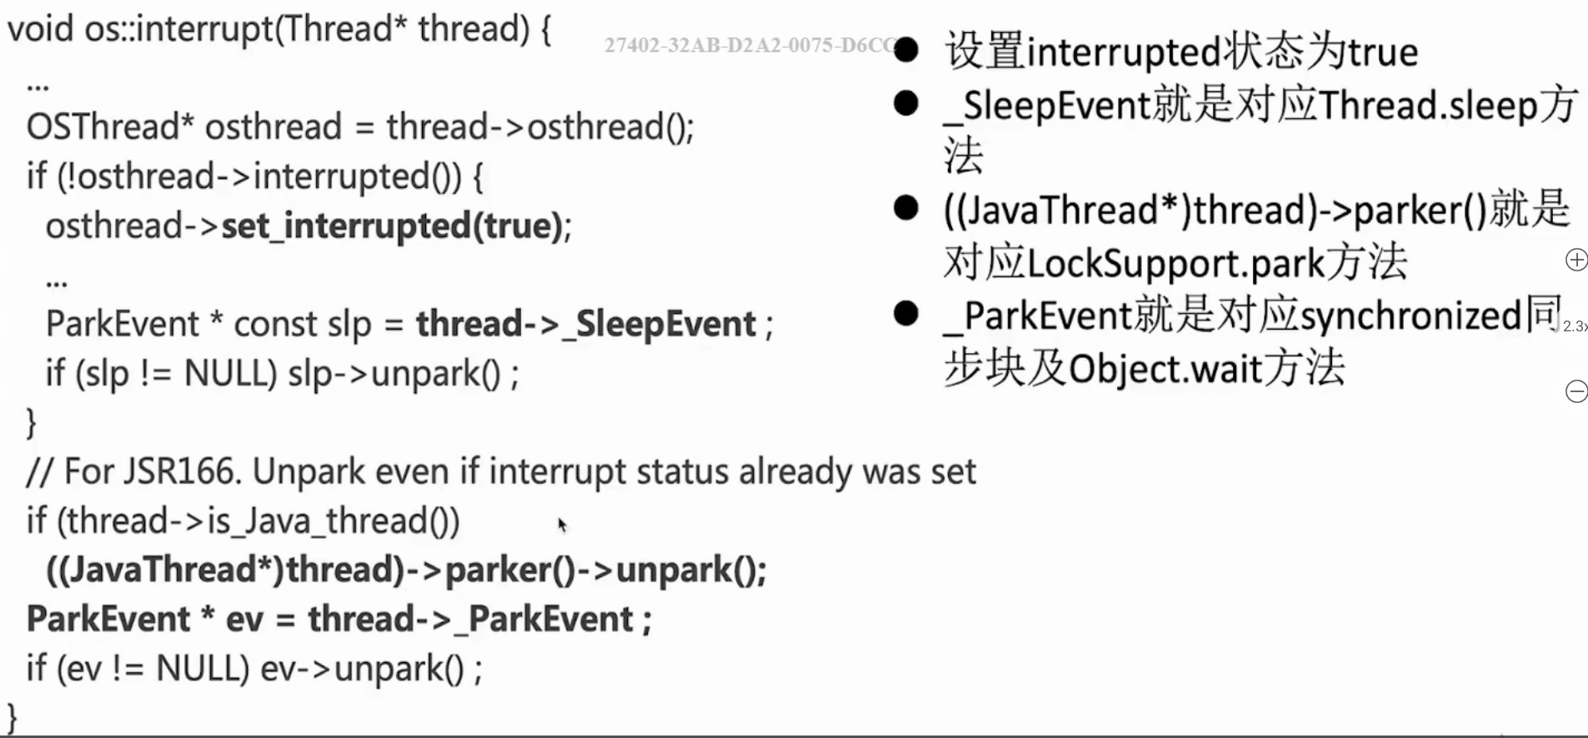 void os::interrupt(Thread* thread) {
...
OSThread* osthread = thread->osthread();
if (!osthread->interrupted()) {
osthread->set_interrupted(true);
...
ParkEvent * const slp = thread->_SleepEvent ;
if (slp != NULL) slp->unpark() ;
}
// For JSR166. Unpark even if interrupt status already was set
if (thread->is_Java_thread())
((JavaThread*)thread)->parker()->unpark();
ParkEvent * ev = thread->_ParkEvent ;
if (ev != NULL) ev->unpark() ;
}
27402-32AB-D2A2-0075-D6CC
● 设置interrupted状态为true
● _SleepEvent就是对应Thread.sleep方
法
● ((JavaThread*)thread)->parker()就是
对应LockSupport.park方法
● _ParkEvent就是对应synchronized同
步块及Object.wait方法
2.3x